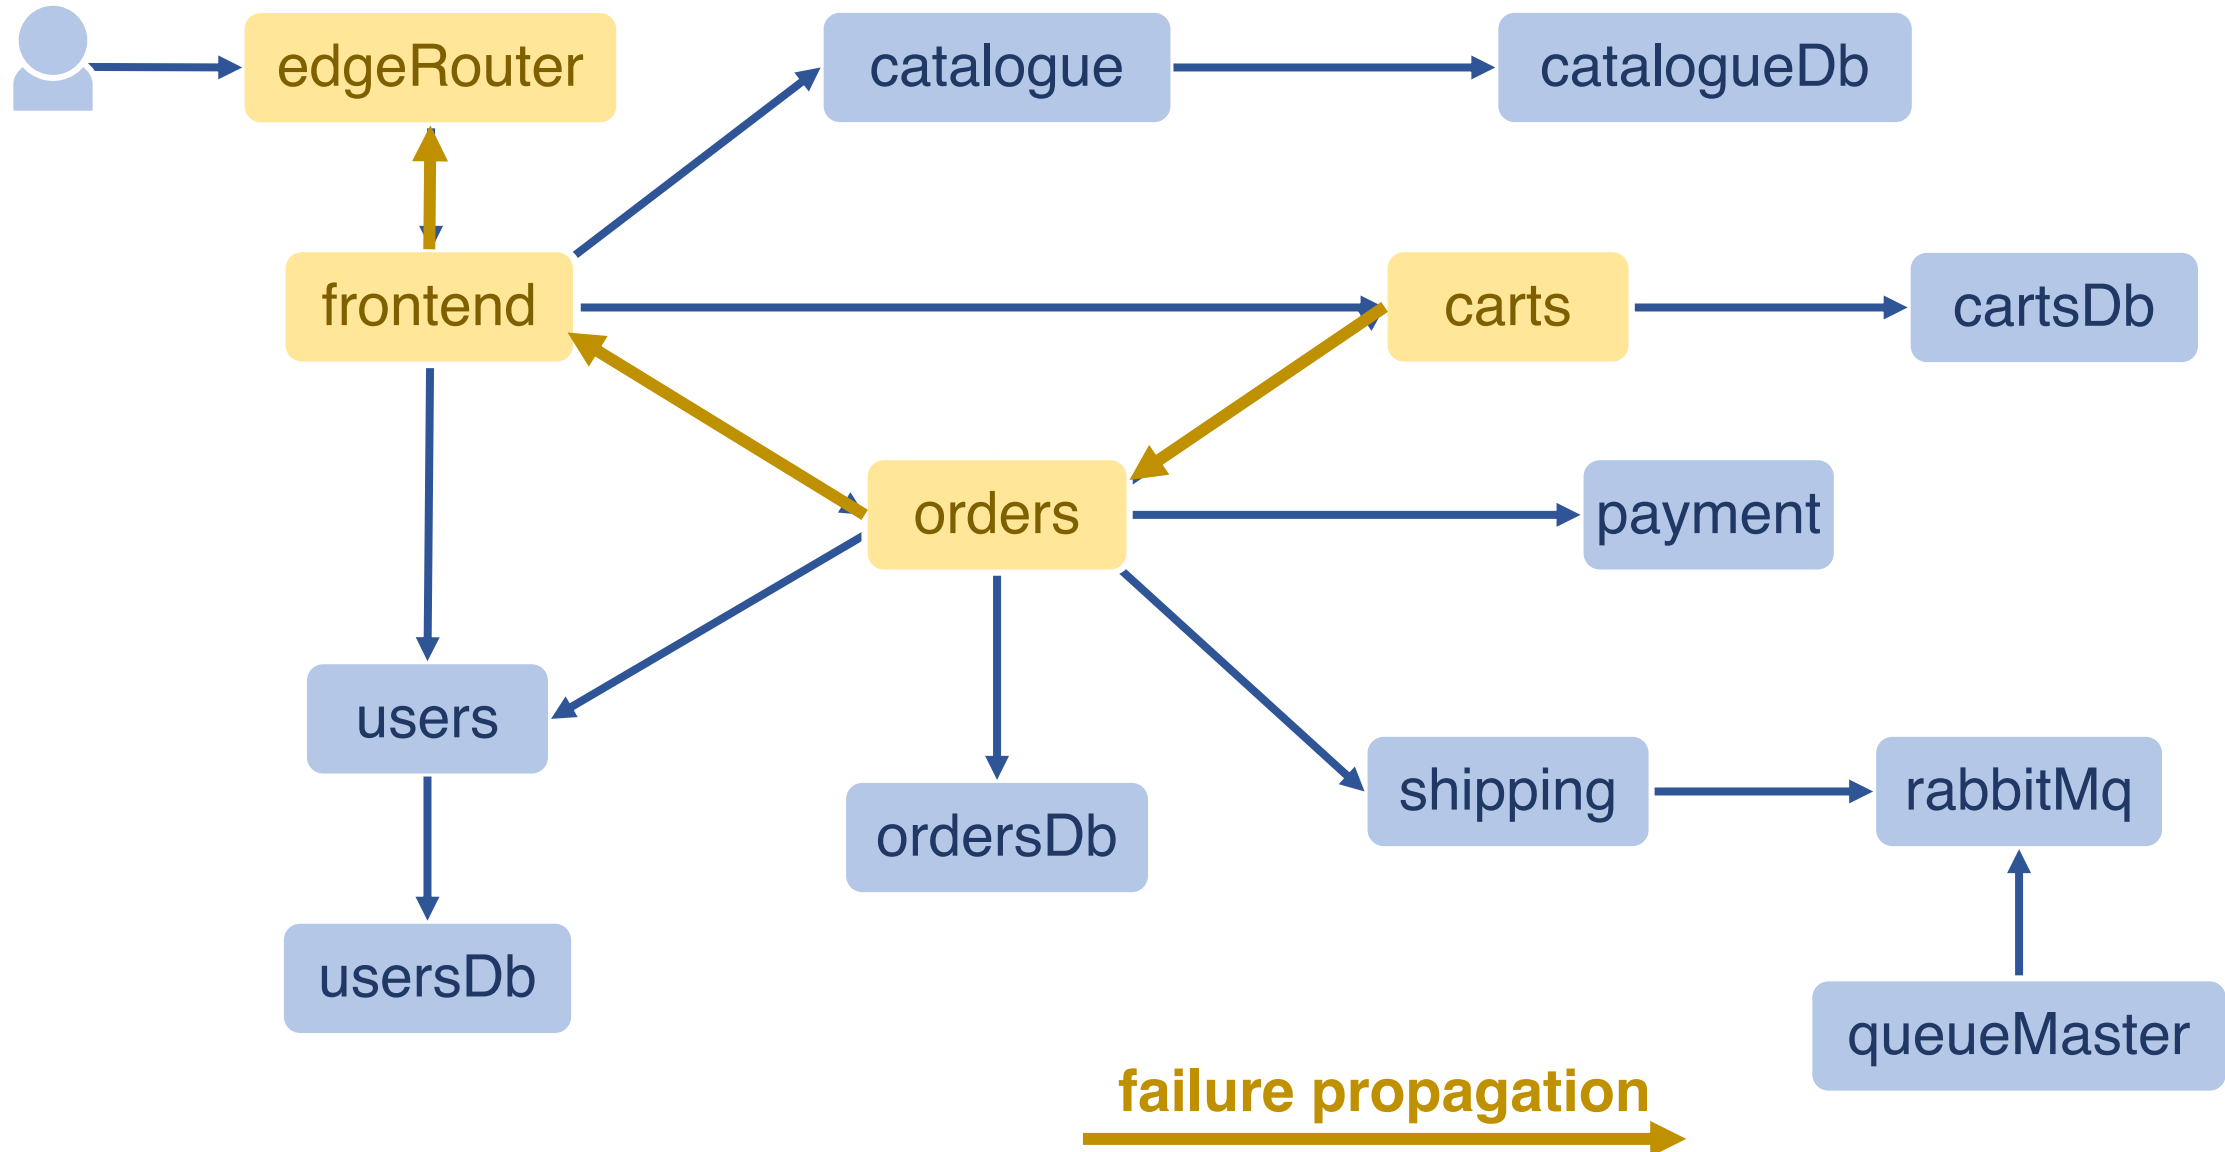 edgeRouter
catalogue
catalogueDb
frontend
carts
cartsDb
orders
payment
users
shipping
rabbitMq
ordersDb
usersDb
queueMaster
failure propagation